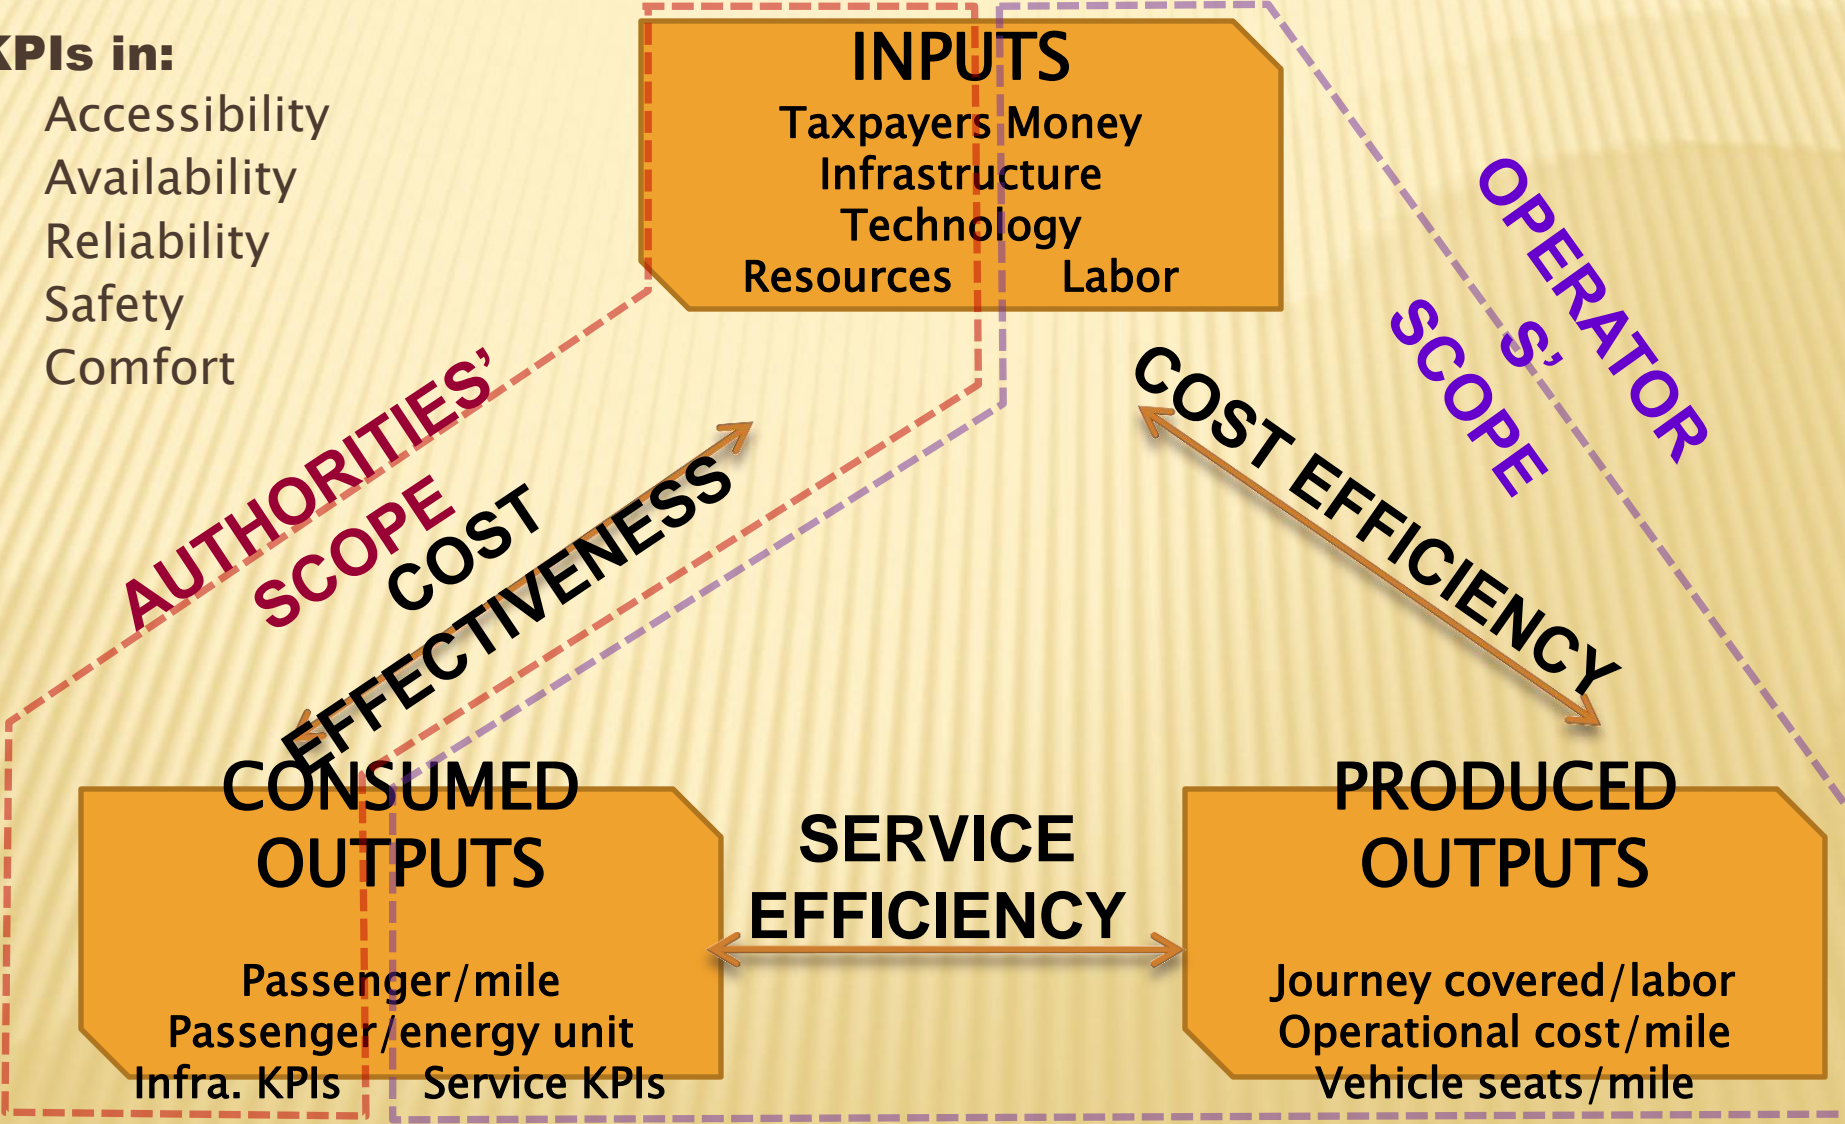 KPIs in:
Accessibility
Availability
Reliability
Safety
Comfort
INPUTS
Taxpayers Money
Infrastructure
Technology
Resources Labor
OPERATOR
S’
SCOPE
AUTHORITIES’
SCOPE
COST
EFFECTIVENESS
COST EFFICIENCY
CONSUMED
OUTPUTS
Passenger/mile
Passenger/energy unit
Infra. KPIs Service KPIs
SERVICE
EFFICIENCY
PRODUCED
OUTPUTS
Journey covered/labor
Operational cost/mile
Vehicle seats/mile